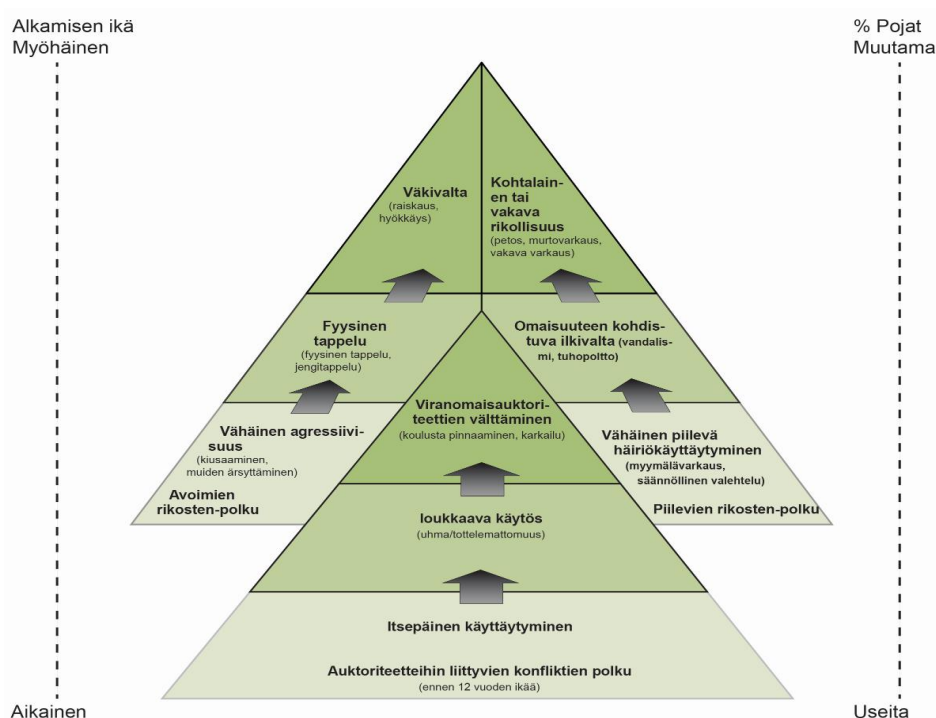 Alkamisen ikä
Myöhäinen
% Pojat
Muutama
Väkivalta
(raiskaus,
hyökkäys)
Kohtalain-
en tai
vakava
rikollisuus
(petos, murtovarkaus,
vakava varkaus)
Fyysinen
tappelu
(fyysinen tappelu,
jengitappelu)
Omaisuuteen kohdis-
tuva ilkivalta (vandalis-
mi, tuhopoltto)
Vähäinen agressiivi-
suus
(kiusaaminen,
muiden ärsyttäminen)
Avoimien
rikosten-polku
Viranomaisauktori-
teettien välttäminen
(koulusta pinnaaminen, karkailu)
Vähäinen piilevä
häiriökäyttäytyminen
(myymälävarkaus,
säännöllinen valehtelu)
Piilevien rikosten-polku
loukkaava käytös
(uhma/tottelemattomuus)
Itsepäinen käyttäytyminen
Auktoriteetteihin liittyvien konfliktien polku
(ennen 12 vuoden ikää)
Aikainen
Useita